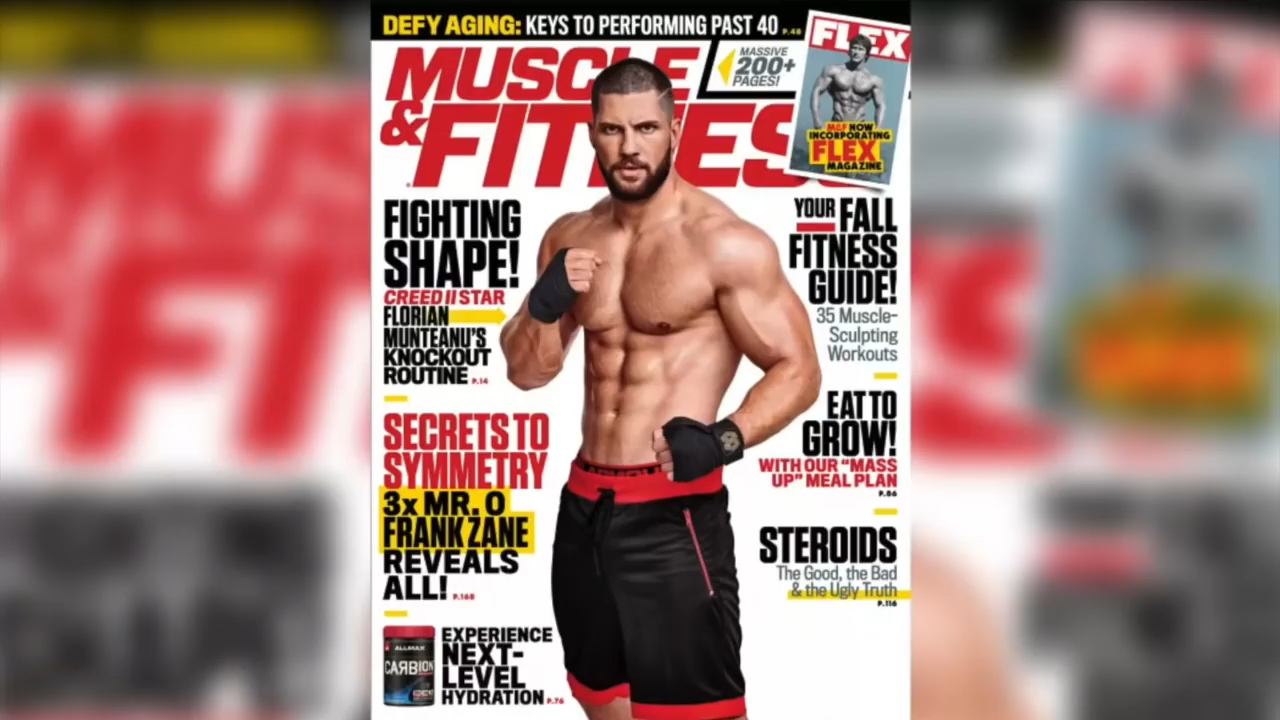 DEFY AGING: KEYS TO PERFORMING PAST 40 P.48
MUSCLE
& FITNESS
MASSIVE
200+
PAGES!
FLEX
M&F NOW
INCORPORATING
FLEX
MAGAZINE
FIGHTING
SHAPE!
CREED II STAR
FLORIAN
MUNTEANU'S
KNOCKOUT
ROUTINE P.14
SECRETS TO
SYMMETRY
3x MR. O
FRANK ZANE
REVEALS
ALL! P.168
ALLMAX
CARBION
EXPERIENCE
NEXT-
LEVEL
HYDRATION P.76
YOUR FALL
FITNESS
GUIDE!
35 Muscle-
Sculpting
Workouts
EAT TO
GROW!
WITH OUR "MASS
UP" MEAL PLAN
P.86
STEROIDS
The Good, the Bad
& the Ugly Truth
P.116